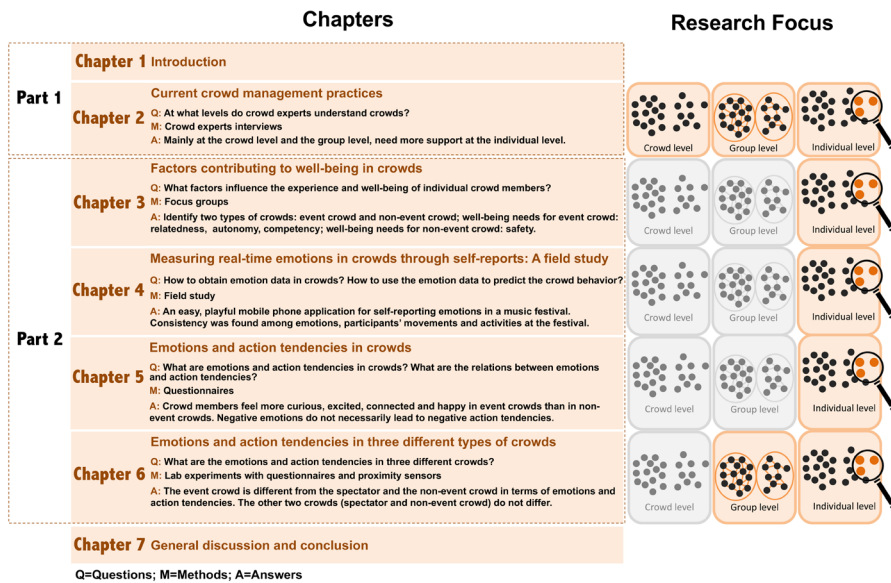 Chapters
Research Focus
Part 1
Chapter 1 Introduction
Chapter 2
Current crowd management practices
Q: At what levels do crowd experts understand crowds?
M: Crowd experts interviews
A: Mainly at the crowd level and the group level, need more support at the individual level.
Crowd level
Group level
Individual level
Part 2
Chapter 3
Factors contributing to well-being in crowds
Q: What factors influence the experience and well-being of individual crowd members?
M: Focus groups
A: Identify two types of crowds: event crowd and non-event crowd; well-being needs for event crowd:
relatedness, autonomy, competency; well-being needs for non-event crowd: safety.
Crowd level
Group level
Individual level
Chapter 4
Measuring real-time emotions in crowds through self-reports: A field study
Q: How to obtain emotion data in crowds? How to use the emotion data to predict the crowd behavior?
M: Field study
A: An easy, playful mobile phone application for self-reporting emotions in a music festival.
Consistency was found among emotions, participants' movements and activities at the festival.
Crowd level
Group level
Individual level
Chapter 5
Emotions and action tendencies in crowds
Q: What are emotions and action tendencies in crowds? What are the relations between emotions
and action tendencies?
M: Questionnaires
A: Crowd members feel more curious, excited, connected and happy in event crowds than in non-
event crowds. Negative emotions do not necessarily lead to negative action tendencies.
Crowd level
Group level
Individual level
Chapter 6
Emotions and action tendencies in three different types of crowds
Q: What are the emotions and action tendencies in three different crowds?
M: Lab experiments with questionnaires and proximity sensors
A: The event crowd is different from the spectator and the non-event crowd in terms of emotions and
action tendencies. The other two crowds (spectator and non-event crowd) do not differ.
Crowd level
Group level
Individual level
Chapter 7 General discussion and conclusion
Q=Questions; M=Methods; A=Answers